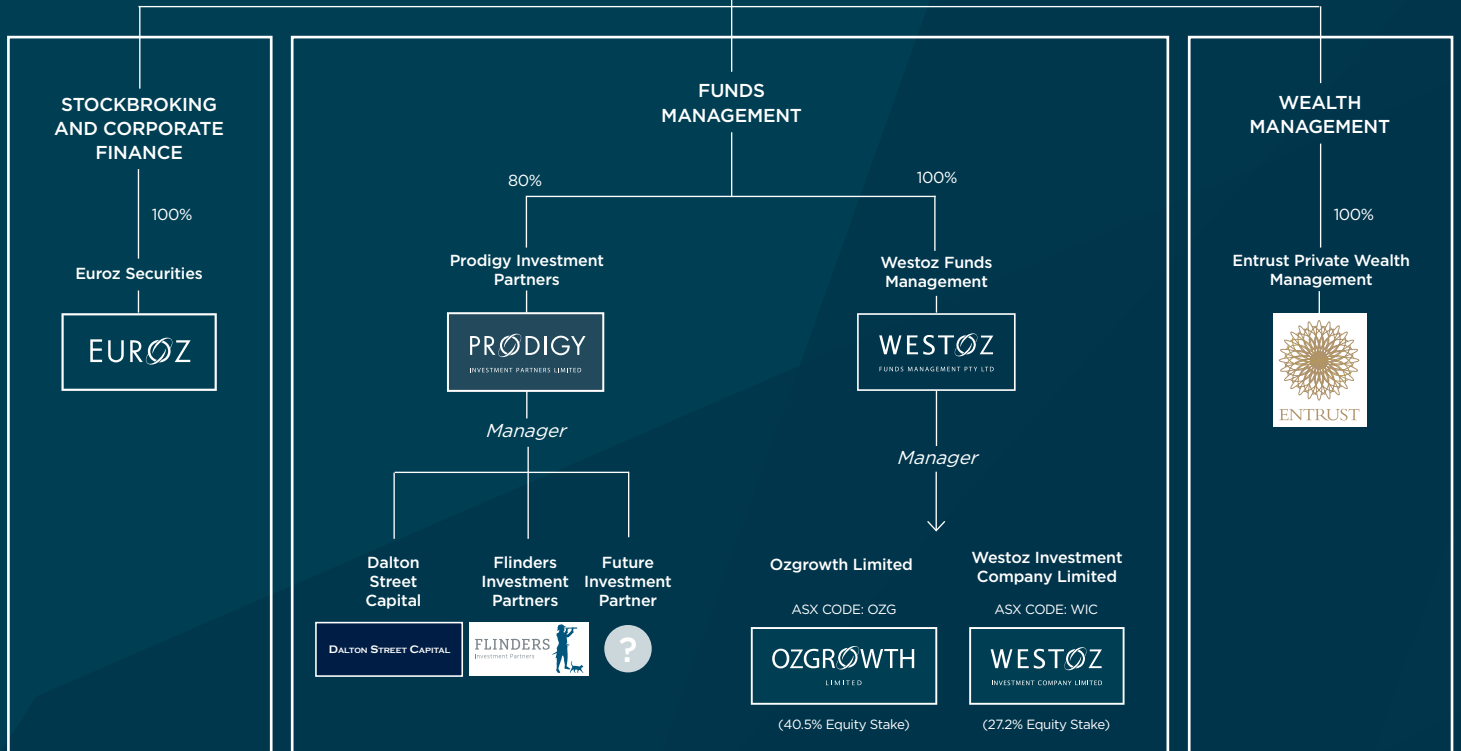 STOCKBROKING
AND CORPORATE
FINANCE
100%
Euroz Securities
EUROZ
FUNDS
MANAGEMENT
80%
100%
Prodigy Investment
Partners
PRODIGY
INVESTMENT PARTNERS LIMITED
Manager
Dalton
Street
Capital
DALTON STREET CAPITAL
Flinders
Investment
Partners
FLINDERS
Investment Partners
Future
Investment
Partner
?
Westoz Funds
Management
WESTOZ
FUNDS MANAGEMENT PTY LTD
Manager
Ozgrowth Limited
ASX CODE: OZG
OZGROWTH
LIMITED
(40.5% Equity Stake)
Westoz Investment
Company Limited
ASX CODE: WIC
WESTOZ
INVESTMENT COMPANY LIMITED
(27.2% Equity Stake)
WEALTH
MANAGEMENT
100%
Entrust Private Wealth
Management
ENTRUST